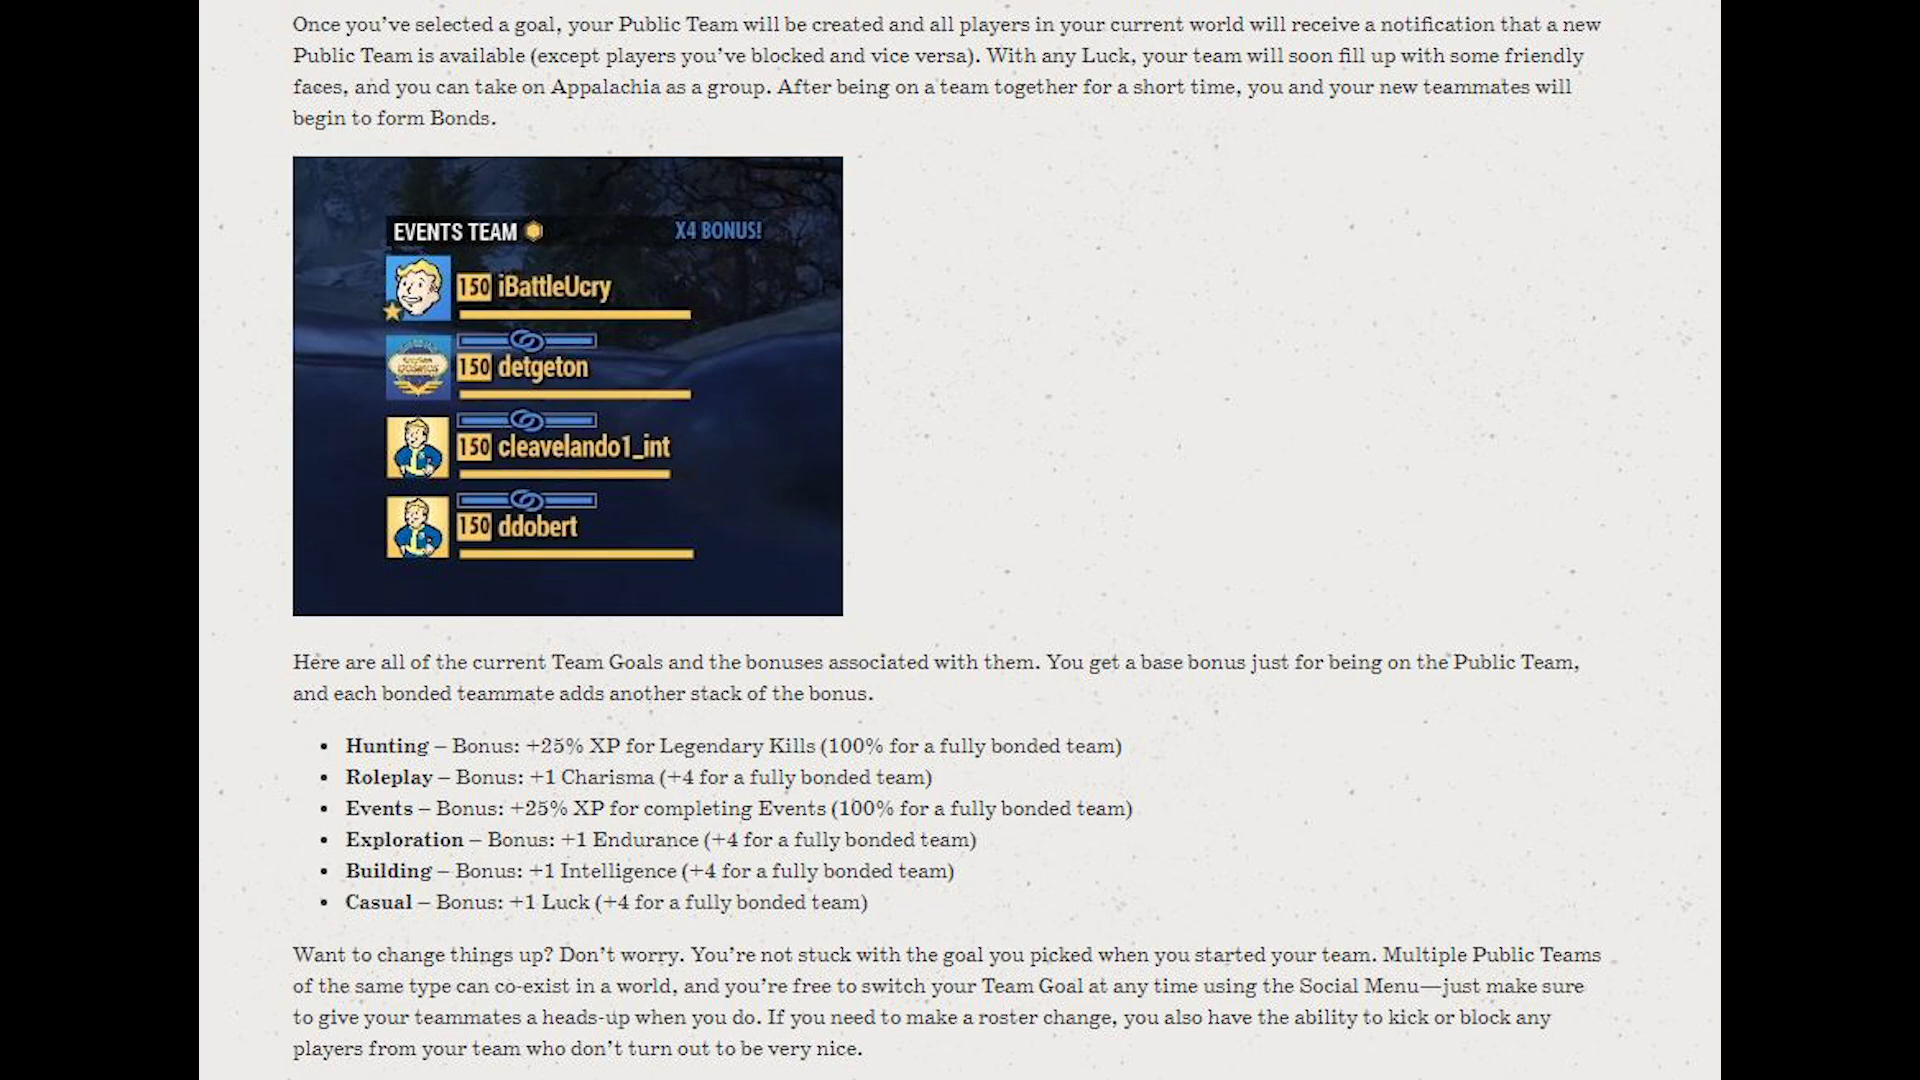 Once you’ve selected a goal, your Public Team will be created and all players in your current world will receive a notification that a new
Public Team is available (except players you’ve blocked and vice versa). With any Luck, your team will soon fill up with some friendly
faces, and you can take on Appalachia as a group. After being on a team together for a short time, you and your new teammates will
begin to form Bonds.
EVENTS TEAM X4 BONUS!
150 iBattleUcry
150 detgeton
150 cleavelando1_int
150 ddobert
Here are all of the current Team Goals and the bonuses associated with them. You get a base bonus just for being on the Public Team,
and each bonded teammate adds another stack of the bonus.
• Hunting – Bonus: +25% XP for Legendary Kills (100% for a fully bonded team)
• Roleplay – Bonus: +1 Charisma (+4 for a fully bonded team)
• Events – Bonus: +25% XP for completing Events (100% for a fully bonded team)
• Exploration – Bonus: +1 Endurance (+4 for a fully bonded team)
• Building – Bonus: +1 Intelligence (+4 for a fully bonded team)
• Casual – Bonus: +1 Luck (+4 for a fully bonded team)
Want to change things up? Don’t worry. You’re not stuck with the goal you picked when you started your team. Multiple Public Teams
of the same type can co-exist in a world, and you’re free to switch your Team Goal at any time using the Social Menu—just make sure
to give your teammates a heads-up when you do. If you need to make a roster change, you also have the ability to kick or block any
players from your team who don’t turn out to be very nice.